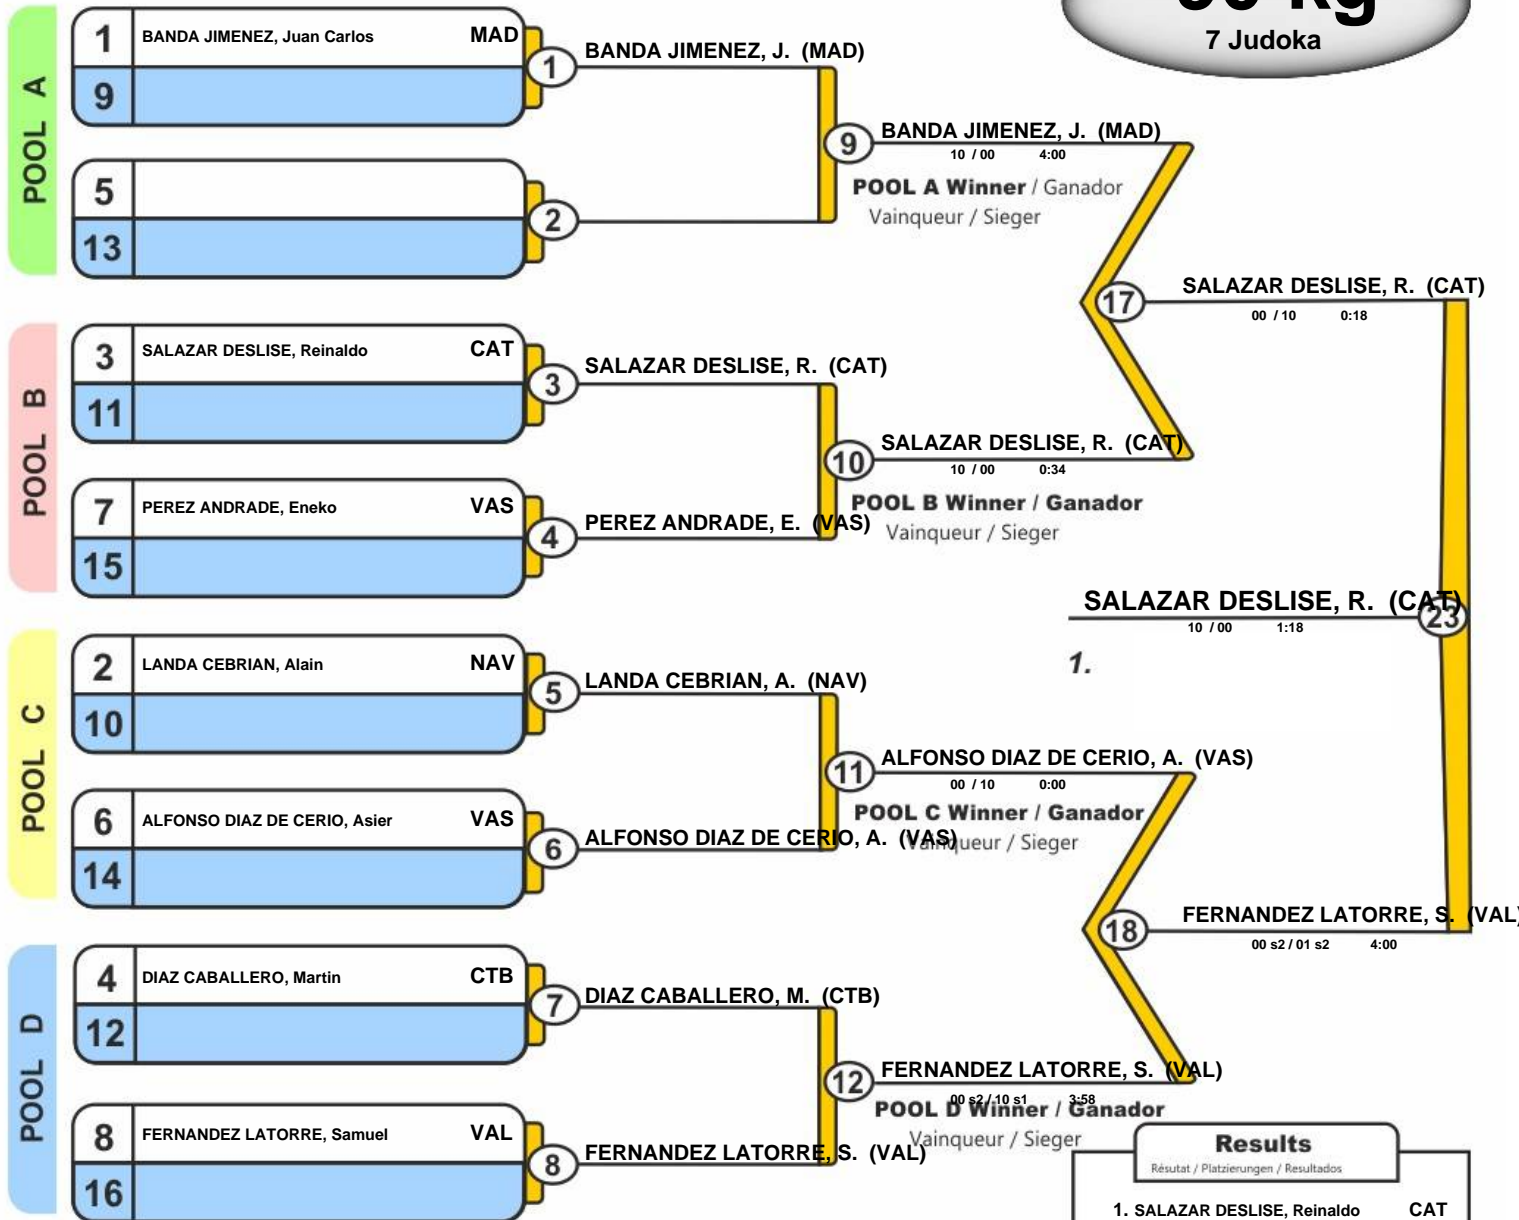 7 Judoka
POOL A
1 BANDA JIMENEZ, Juan Carlos MAD
9
1
BANDA JIMENEZ, J. (MAD)
5
13
2
9
BANDA JIMENEZ, J. (MAD)
10 / 00 4:00
POOL A Winner / Ganador
Vainqueur / Sieger
POOL B
3 SALAZAR DESLISE, Reinaldo CAT
11
3
SALAZAR DESLISE, R. (CAT)
7 PEREZ ANDRADE, Eneko VAS
15
4
PEREZ ANDRADE, E. (VAS)
10
SALAZAR DESLISE, R. (CAT)
10 / 00 0:34
POOL B Winner / Ganador
Vainqueur / Sieger
17
SALAZAR DESLISE, R. (CAT)
00 / 10 0:18
SALAZAR DESLISE, R. (CAT)
23
10 / 00 1:18
1.
POOL C
2 LANDA CEBRIAN, Alain NAV
10
5
LANDA CEBRIAN, A. (NAV)
6 ALFONSO DIAZ DE CERIO, Asier VAS
14
6
ALFONSO DIAZ DE CERIO, A. (VAS)
11
ALFONSO DIAZ DE CERIO, A. (VAS)
00 / 10 0:00
POOL C Winner / Ganador
Vainqueur / Sieger
18
FERNANDEZ LATORRE, S. (VAL)
00 s2 / 01 s2 4:00
POOL D
4 DIAZ CABALLERO, Martin CTB
12
7
DIAZ CABALLERO, M. (CTB)
8 FERNANDEZ LATORRE, Samuel VAL
16
8
FERNANDEZ LATORRE, S. (VAL)
12
FERNANDEZ LATORRE, S. (VAL)
00 s2 / 10 s1 3:58
POOL D Winner / Ganador
Vainqueur / Sieger
Results
Résutat / Platzierungen / Resultados
1. SALAZAR DESLISE, Reinaldo CAT